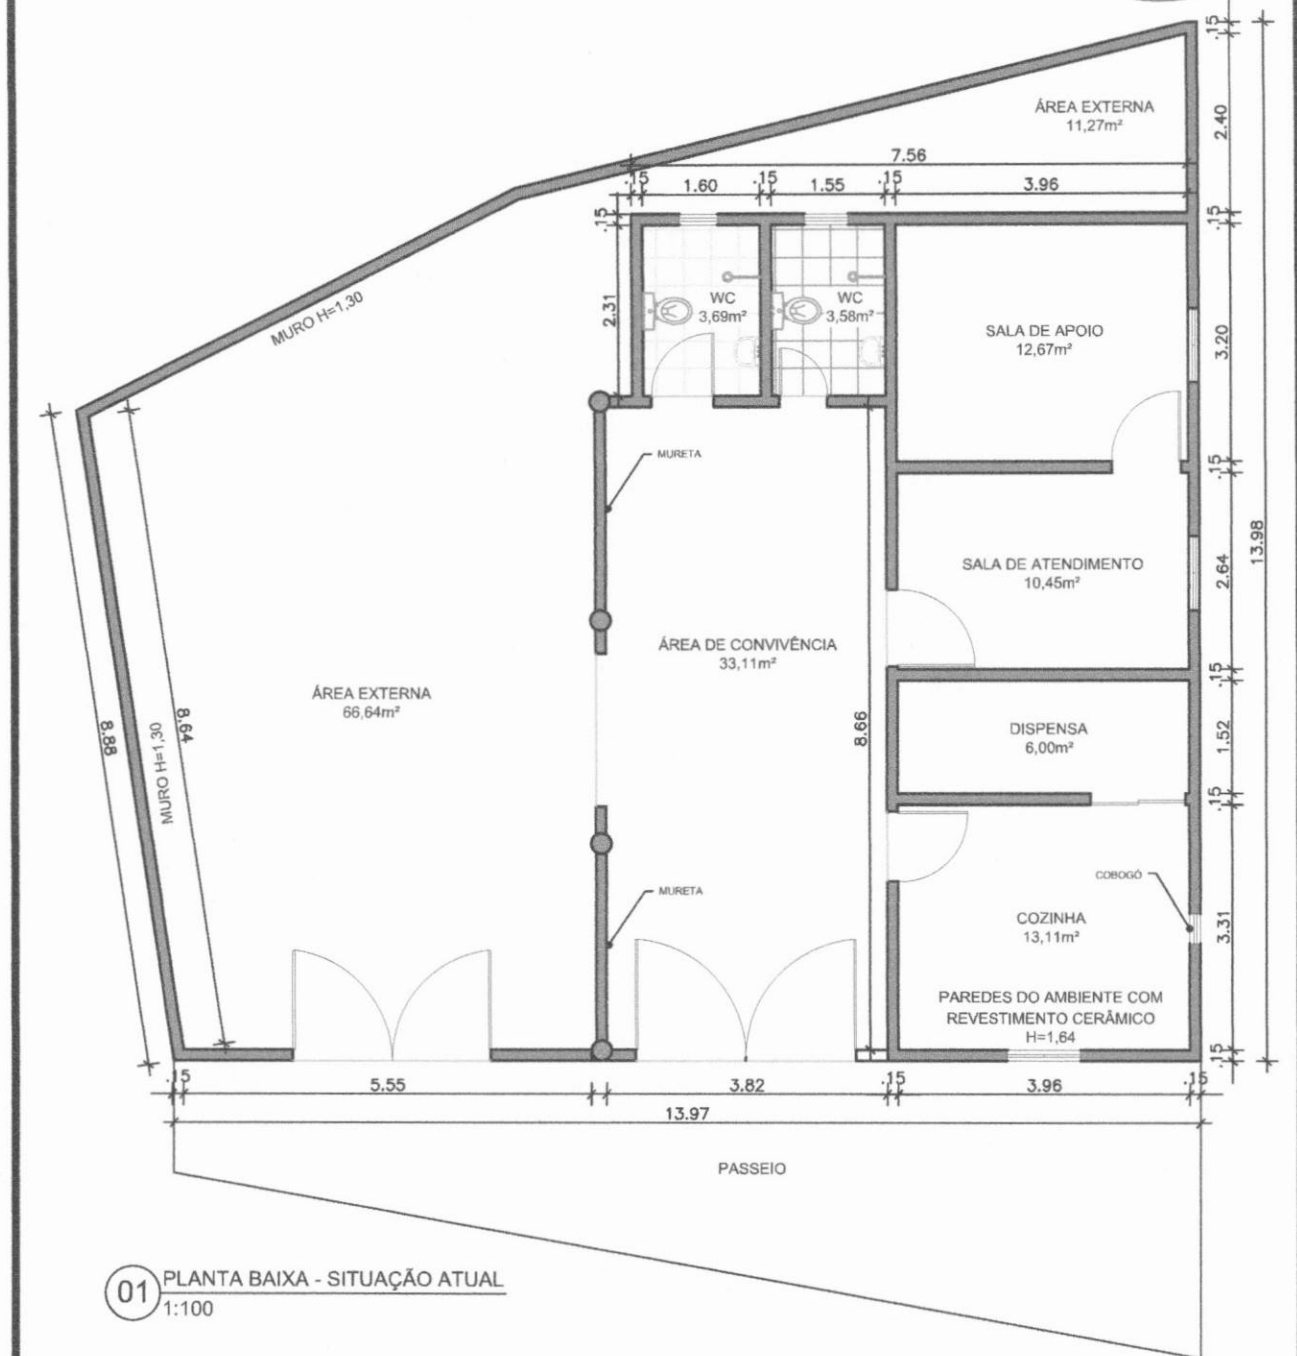 .15
ÁREA EXTERNA
11,27m²
2.40
7.56
.15
1.60
.15
1.55
.15
3.96
.15
.15
MURO H=1,30
2.31
WC
3,69m²
WC
3,58m²
SALA DE APOIO
12,67m²
3.20
MURETA
.15
13.98
SALA DE ATENDIMENTO
10,45m²
2.64
ÁREA DE CONVIVÊNCIA
33,11m²
.15
ÁREA EXTERNA
66,64m²
8.88
8.64
MURO H=1,30
8.66
DISPENSA
6,00m²
1.52
.15
MURETA
COBOGÓ
COZINHA
13,11m²
3.31
PAREDES DO AMBIENTE COM
REVESTIMENTO CERÂMICO
H=1,64
.15
.15
5.55
3.82
.15
3.96
.15
13.97
PASSEIO
01
PLANTA BAIXA - SITUAÇÃO ATUAL
1:100